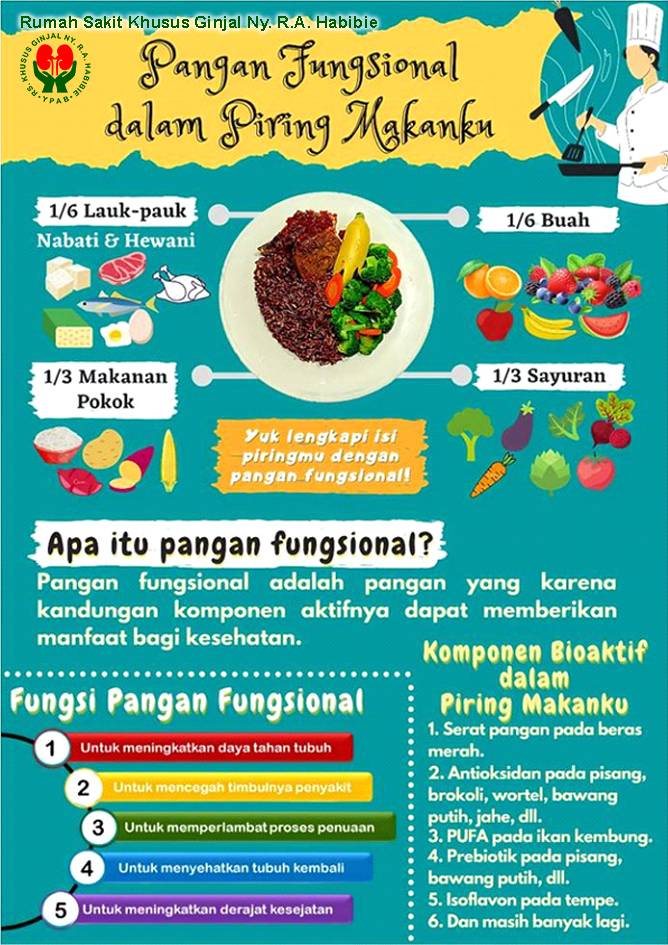 Rumah Sakit Khusus Ginjal Ny. R.A. Habibie
RS. KHUSUS GINJAL NY. R.A. HABIBIE
• YPAB •
Pangan Fungsional
dalam Piring Makanku
1/6 Lauk-pauk
Nabati & Hewani
1/6 Buah
1/3 Makanan
Pokok
1/3 Sayuran
Yuk lengkapi isi
piringmu dengan
pangan fungsional!
Apa itu pangan fungsional?
Pangan fungsional adalah pangan yang karena
kandungan komponen aktifnya dapat memberikan
manfaat bagi kesehatan.
Fungsi Pangan Fungsional
1 Untuk meningkatkan daya tahan tubuh
2 Untuk mencegah timbulnya penyakit
3 Untuk memperlambat proses penuaan
4 Untuk menyehatkan tubuh kembali
5 Untuk meningkatkan derajat kesejatan
Komponen Bioaktif
dalam
Piring Makanku
1. Serat pangan pada beras
merah.
2. Antioksidan pada pisang,
brokoli, wortel, bawang
putih, jahe, dll.
3. PUFA pada ikan kembung.
4. Prebiotik pada pisang,
bawang putih, dll.
5. Isoflavon pada tempe.
6. Dan masih banyak lagi.